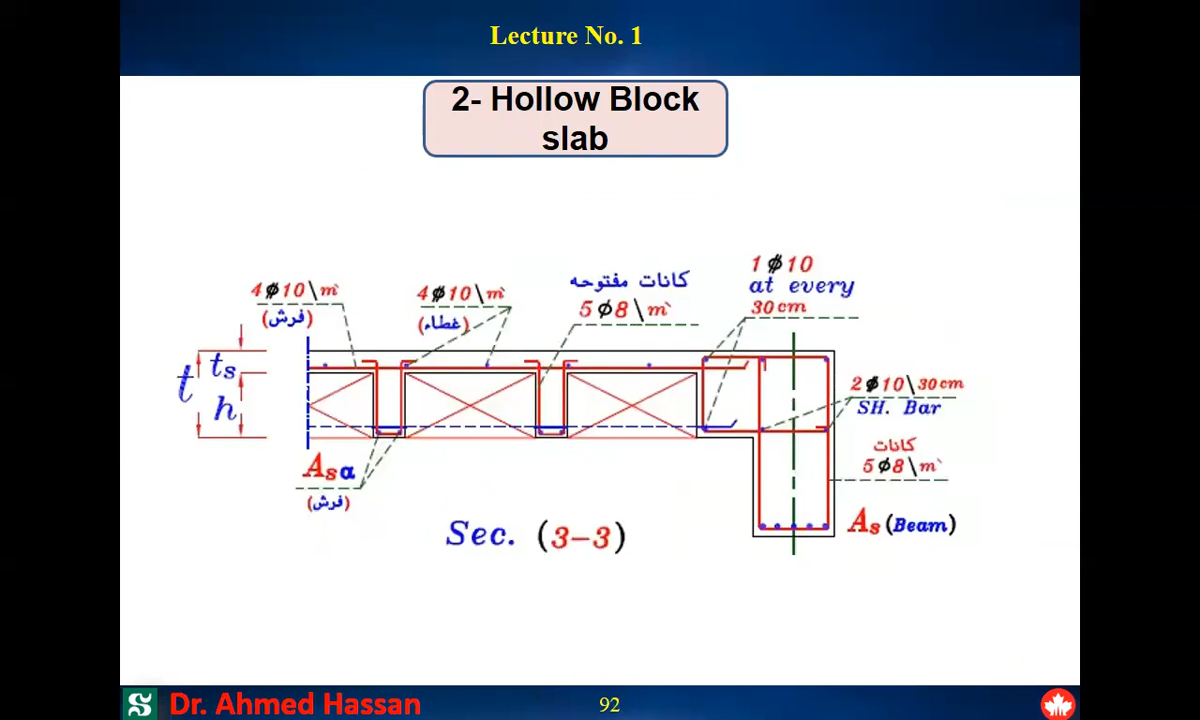 Lecture No. 1
2- Hollow Block
slab
4ϕ10\m`
(فرش)
4ϕ10\m`
(غطاء)
كانات مفتوحه
5ϕ8\m`
1ϕ10
at every
30cm
t
ts
h
2ϕ10\30cm
SH. Bar
كانات
5ϕ8\m`
Asα
(فرش)
As (Beam)
Sec. (3-3)
Dr. Ahmed Hassan
92